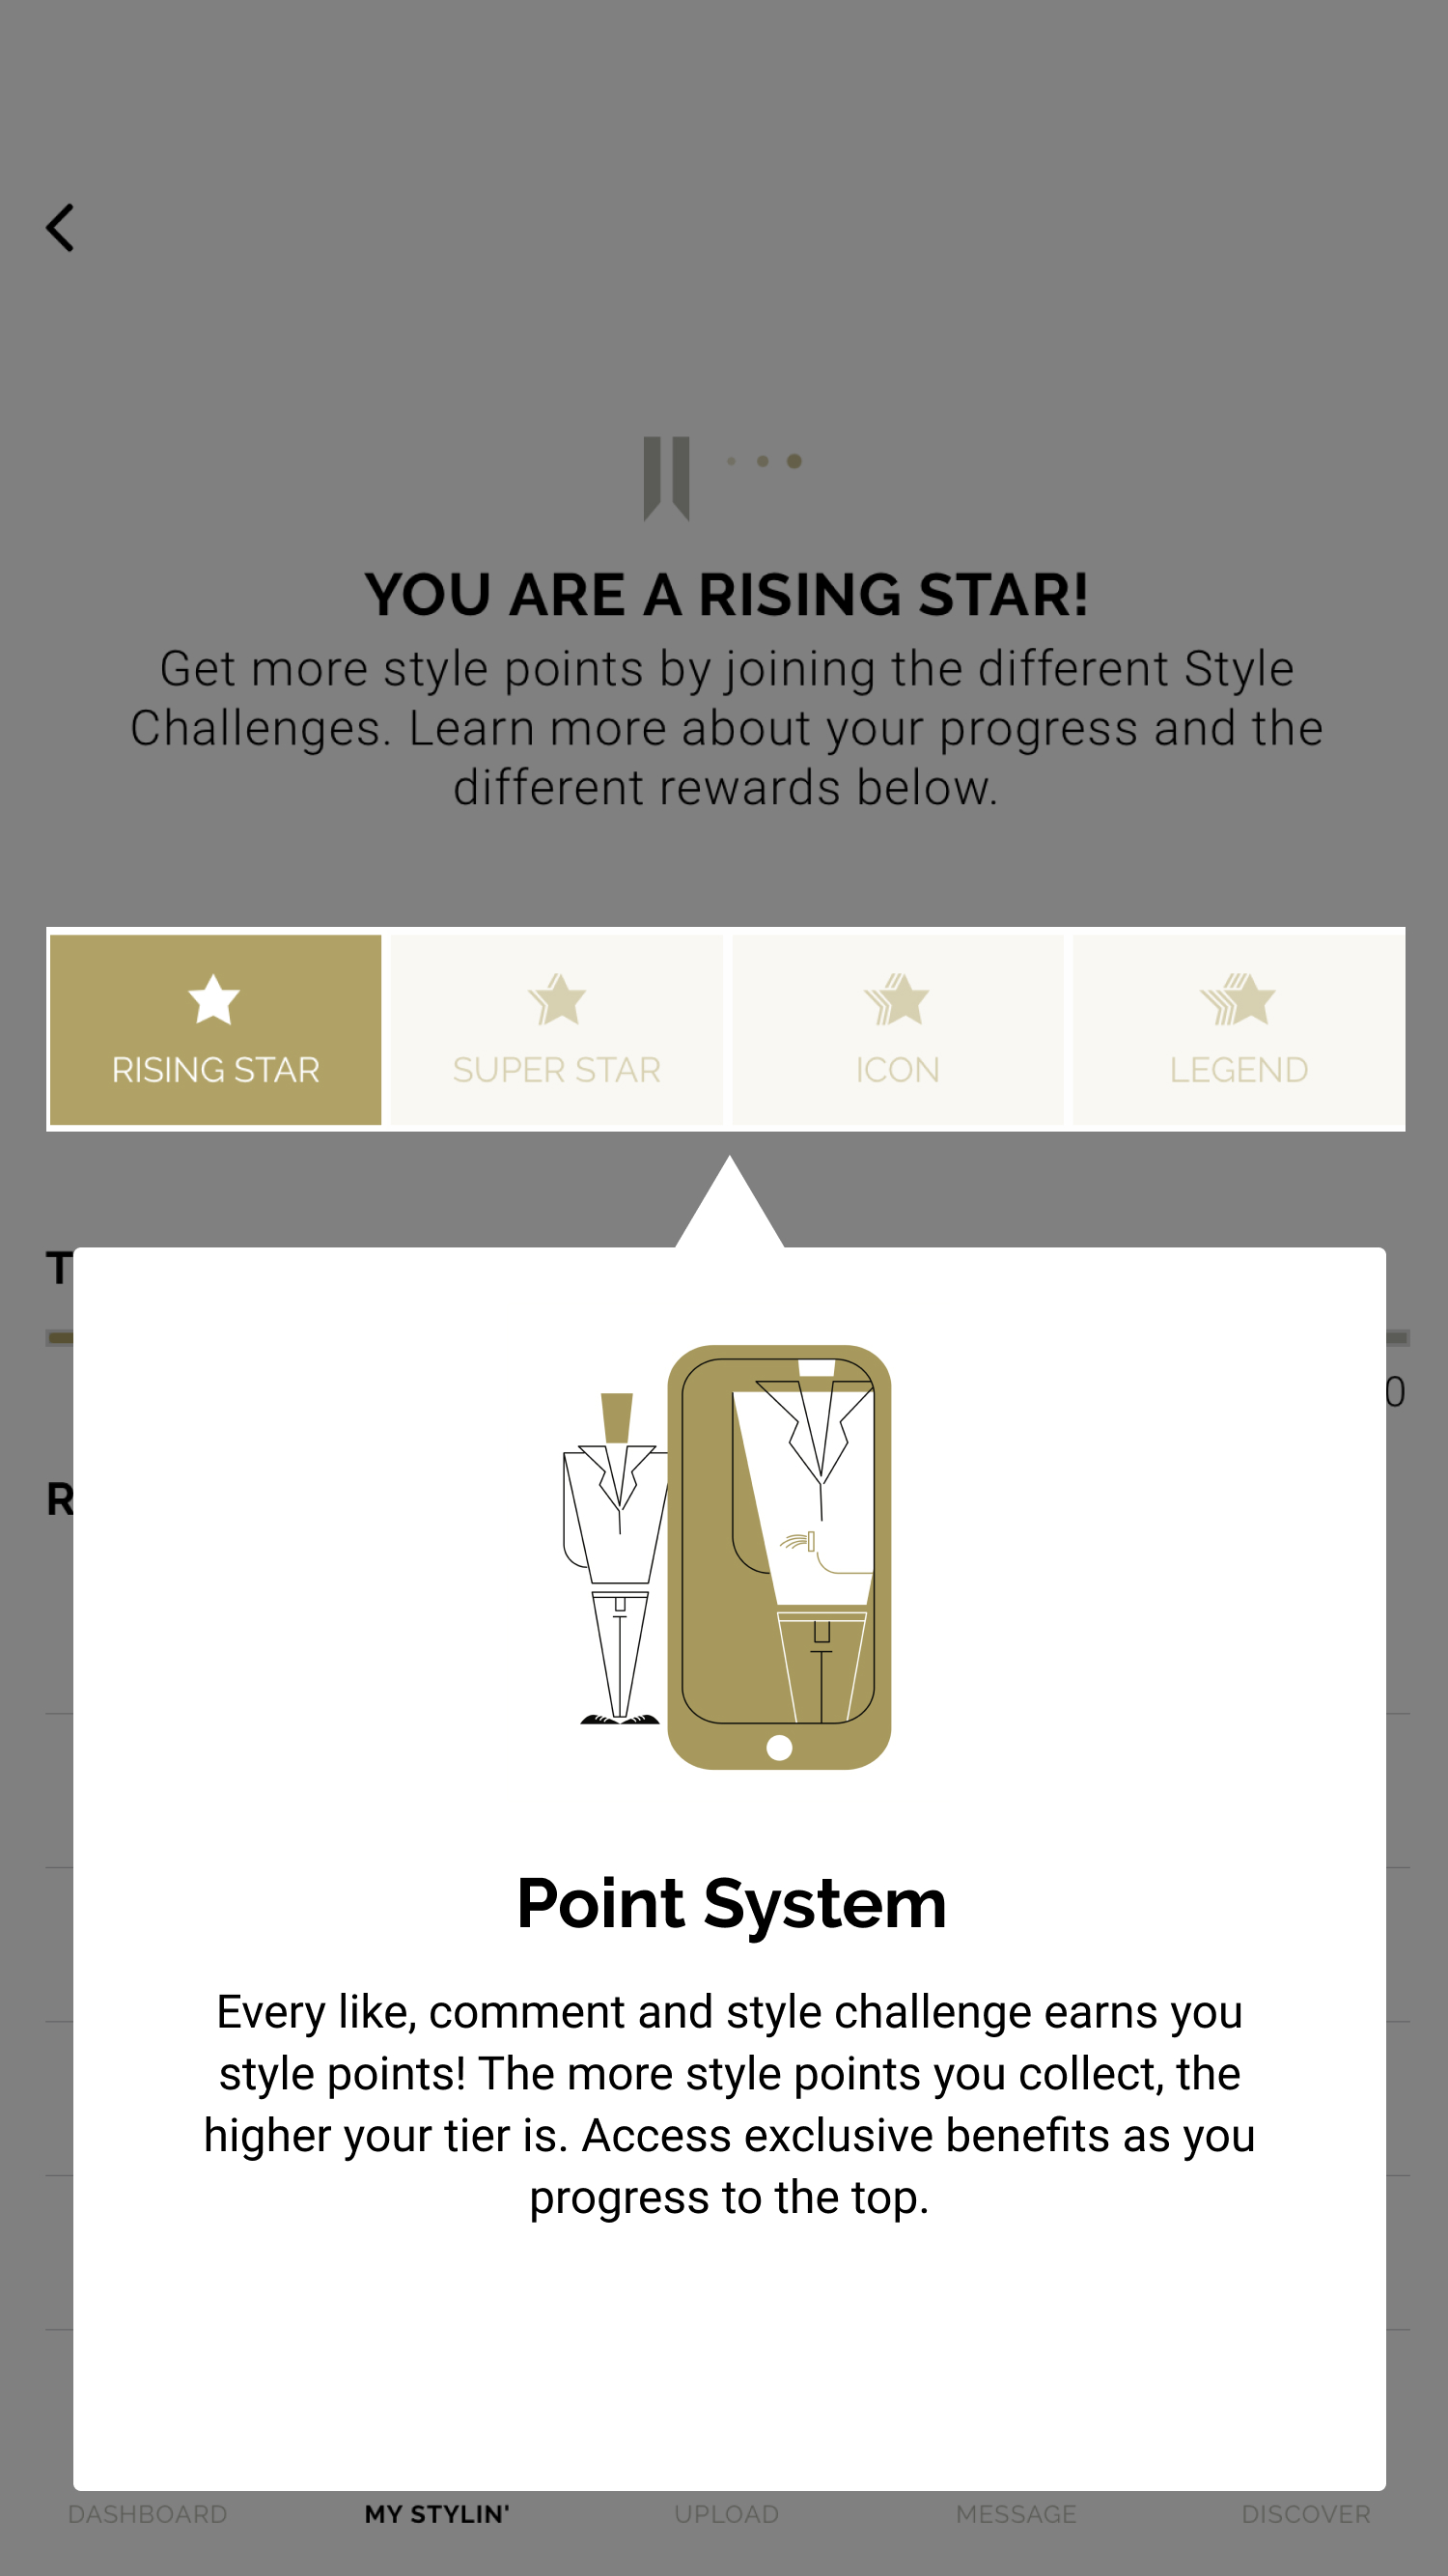 YOU ARE A RISING STAR!
Get more style points by joining the different Style
Challenges. Learn more about your progress and the
different rewards below.
RISING STAR
SUPER STAR
ICON
LEGEND
T
0
R
Point System
Every like, comment and style challenge earns you
style points! The more style points you collect, the
higher your tier is. Access exclusive benefits as you
progress to the top.
DASHBOARD
MY STYLIN'
UPLOAD
MESSAGE
DISCOVER